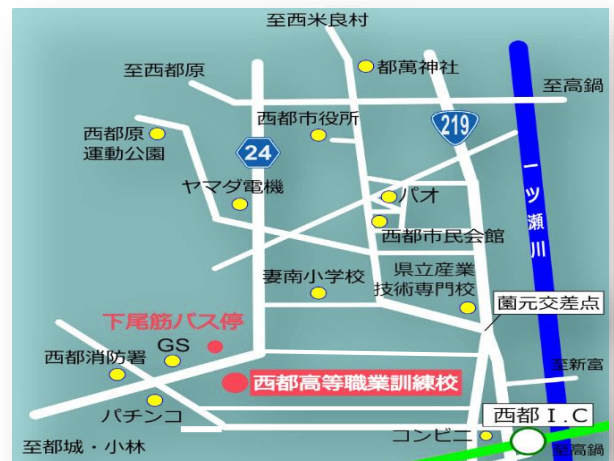 至西米良村
都萬神社
至西都原
至高鍋
219
西都市役所
西都原
運動公園
24
一ツ瀬川
ヤマダ電機
パオ
西都市民会館
妻南小学校
県立産業
技術専門校
薗元交差点
下尾筋バス停
GS
西都消防署
至新富
西都高等職業訓練校
パチンコ
西都I.C
コンビニ
至都城・小林
至高鍋